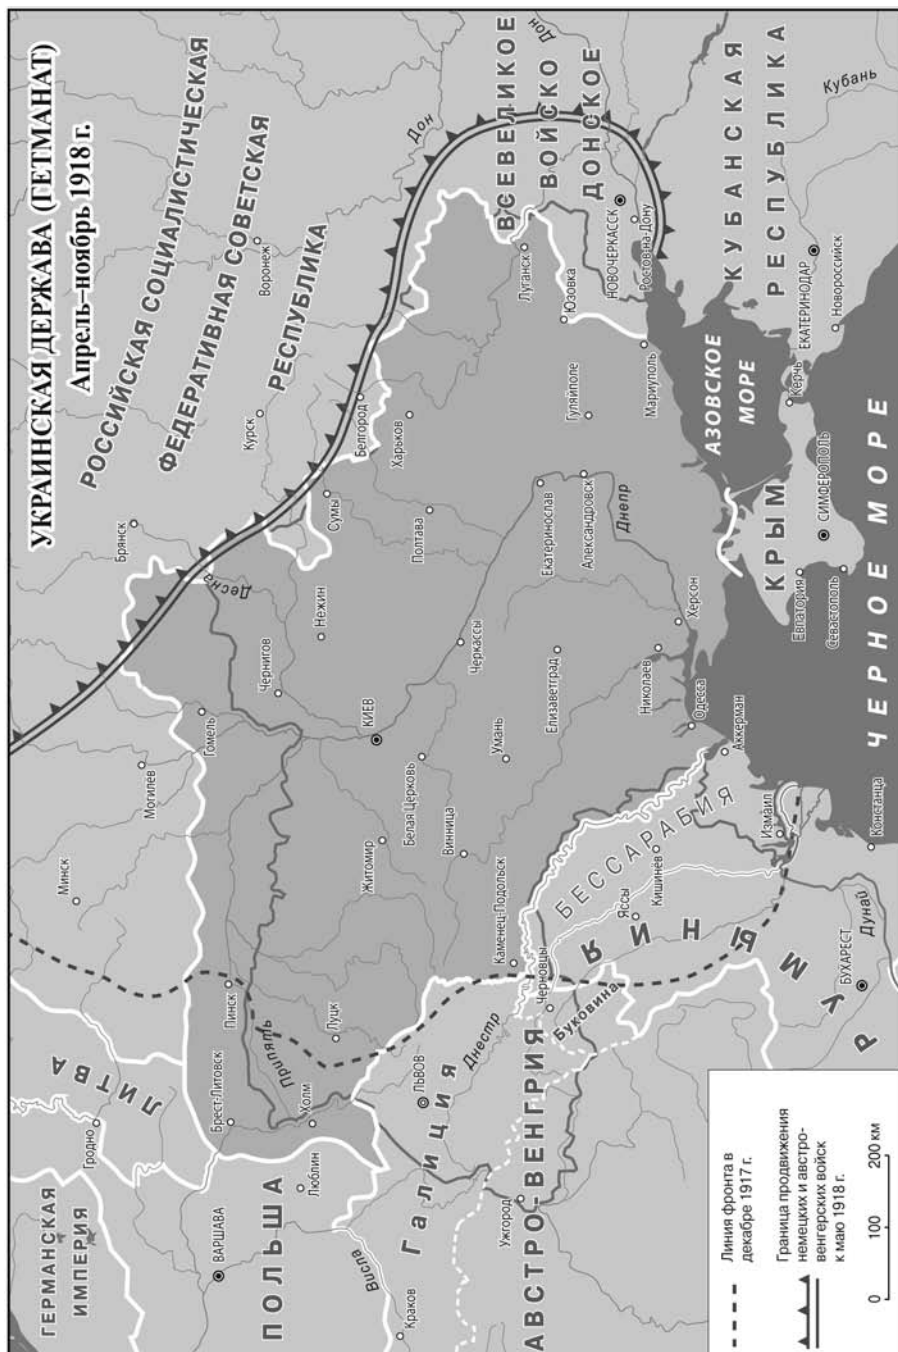 УКРАИНСКАЯ ДЕРЖАВА (ГЕТМАНАТ)
Апрель–ноябрь 1918 г.
РОССИЙСКАЯ СОЦИАЛИСТИЧЕСКАЯ
ФЕДЕРАТИВНАЯ СОВЕТСКАЯ
РЕСПУБЛИКА
ГЕРМАНСКАЯ
ИМПЕРИЯ
ЛИТВА
Гродно
Минск
Могилёв
Брянск
Курск
Воронеж
Дон
Дон
ВСЕВЕЛИКОЕ
ВОЙСКО
ДОНСКОЕ
ПОЛЬША
ВАРШАВА
Люблин
Брест-Литовск
Холм
Пинск
Припять
Луцк
Гомель
Чернигов
Десна
Нежин
Сумы
Белгород
Харьков
Полтава
КИЕВ
Житомир
Белая Церковь
Винница
Черкассы
Умань
Каменец-Подольск
Елизаветград
Екатеринослав
Александровск
Днепр
Гуляйполе
Луганск
Юзовка
Мариуполь
НОВОЧЕРКАССК
Ростов-на-Дону
Висла
Краков
Галиция
ЛЬВОВ
Днестр
АВСТРО-ВЕНГРИЯ
Ужгород
Черновцы
Буковина
БЕССАРАБИЯ
Яссы
Кишинёв
РУМЫНИЯ
БУХАРЕСТ
Дунай
Измаил
Констанца
Аккерман
Одесса
Николаев
Херсон
КРЫМ
Евпатория
СИМФЕРОПОЛЬ
Севастополь
Керчь
АЗОВСКОЕ
МОРЕ
ЧЕРНОЕ МОРЕ
КУБАНСКАЯ
РЕСПУБЛИКА
Кубань
ЕКАТЕРИНОДАР
Новороссийск
Линия фронта в
декабре 1917 г.
Граница продвижения
немецких и австро-
венгерских войск
к маю 1918 г.
0 100 200 км